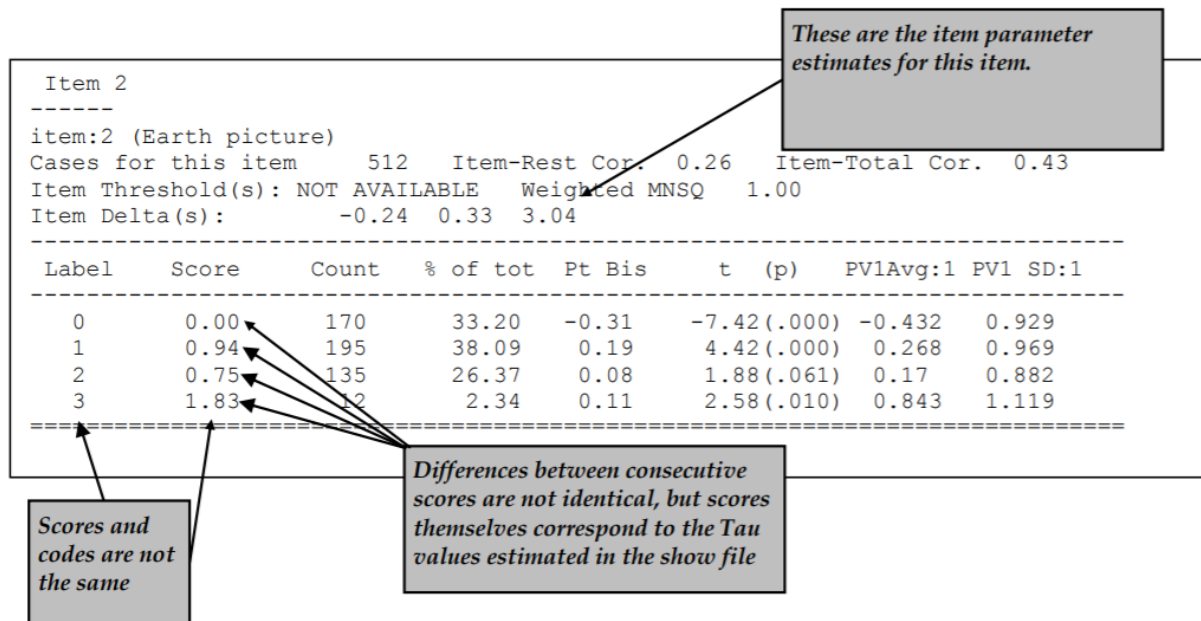 These are the item parameter
estimates for this item.
Item 2
------
item:2 (Earth picture)
Cases for this item 512 Item-Rest Cor. 0.26 Item-Total Cor. 0.43
Item Threshold(s): NOT AVAILABLE Weighted MNSQ 1.00
Item Delta(s): -0.24 0.33 3.04
------------------------------------------------------------------------------
Label Score Count % of tot Pt Bis t (p) PV1Avg:1 PV1 SD:1
------------------------------------------------------------------------------
0 0.00 170 33.20 -0.31 -7.42(.000) -0.432 0.929
1 0.94 195 38.09 0.19 4.42(.000) 0.268 0.969
2 0.75 135 26.37 0.08 1.88(.061) 0.17 0.882
3 1.83 12 2.34 0.11 2.58(.010) 0.843 1.119
==============================================================================
Differences between consecutive
scores are not identical, but scores
themselves correspond to the Tau
values estimated in the show file
Scores and
codes are not
the same